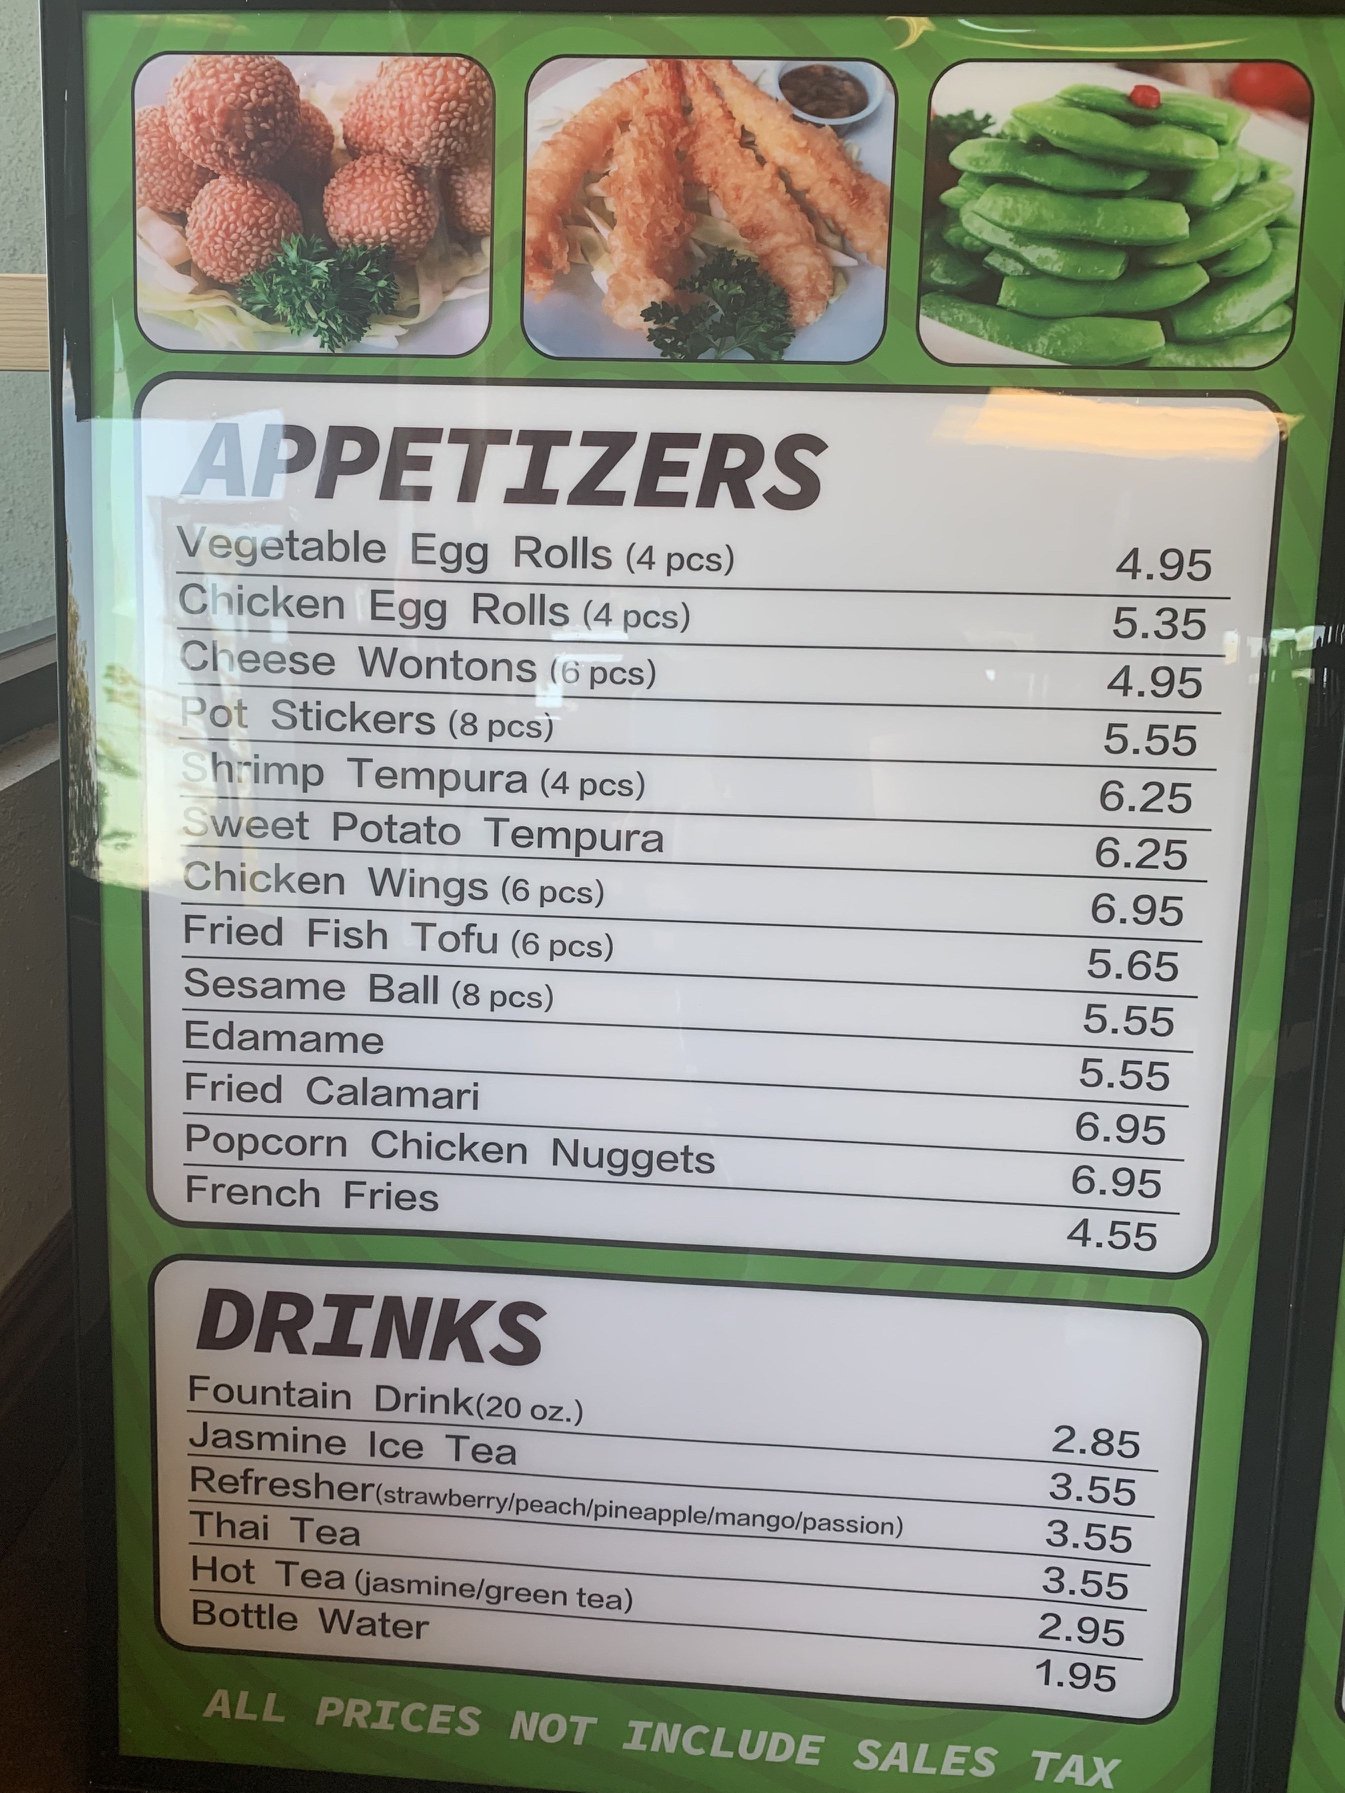 APPETIZERS
Vegetable Egg Rolls (4 pcs) 4.95
Chicken Egg Rolls (4 pcs) 5.35
Cheese Wontons (6 pcs) 4.95
Pot Stickers (8 pcs) 5.55
Shrimp Tempura (4 pcs) 6.25
Sweet Potato Tempura 6.25
Chicken Wings (6 pcs) 6.95
Fried Fish Tofu (6 pcs) 5.65
Sesame Ball (8 pcs) 5.55
Edamame 5.55
Fried Calamari 6.95
Popcorn Chicken Nuggets 6.95
French Fries 4.55
DRINKS
Fountain Drink(20 oz.) 2.85
Jasmine Ice Tea 3.55
Refresher(strawberry/peach/pineapple/mango/passion) 3.55
Thai Tea 3.55
Hot Tea (jasmine/green tea) 2.95
Bottle Water 1.95
ALL PRICES NOT INCLUDE SALES TAX